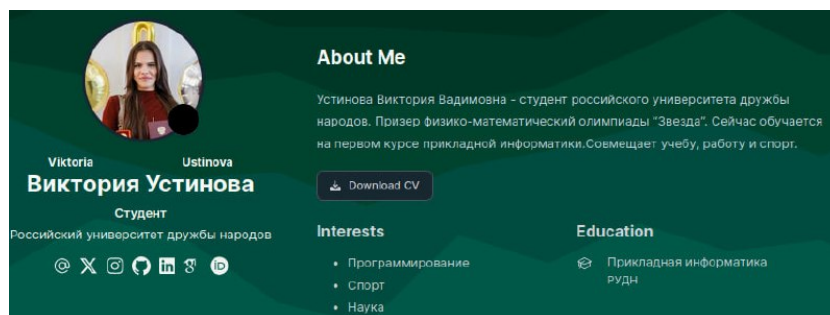 Viktoria Ustinova
Виктория Устинова
Студент
Российский университет дружбы народов
About Me
Устинова Виктория Вадимовна - студент российского университета дружбы
народов. Призер физико-математический олимпиады "Звезда". Сейчас обучается
на первом курсе прикладной информатики.Совмещает учебу, работу и спорт.
Download CV
Interests
• Программирование
• Спорт
• Наука
Education
Прикладная информатика
РУДН